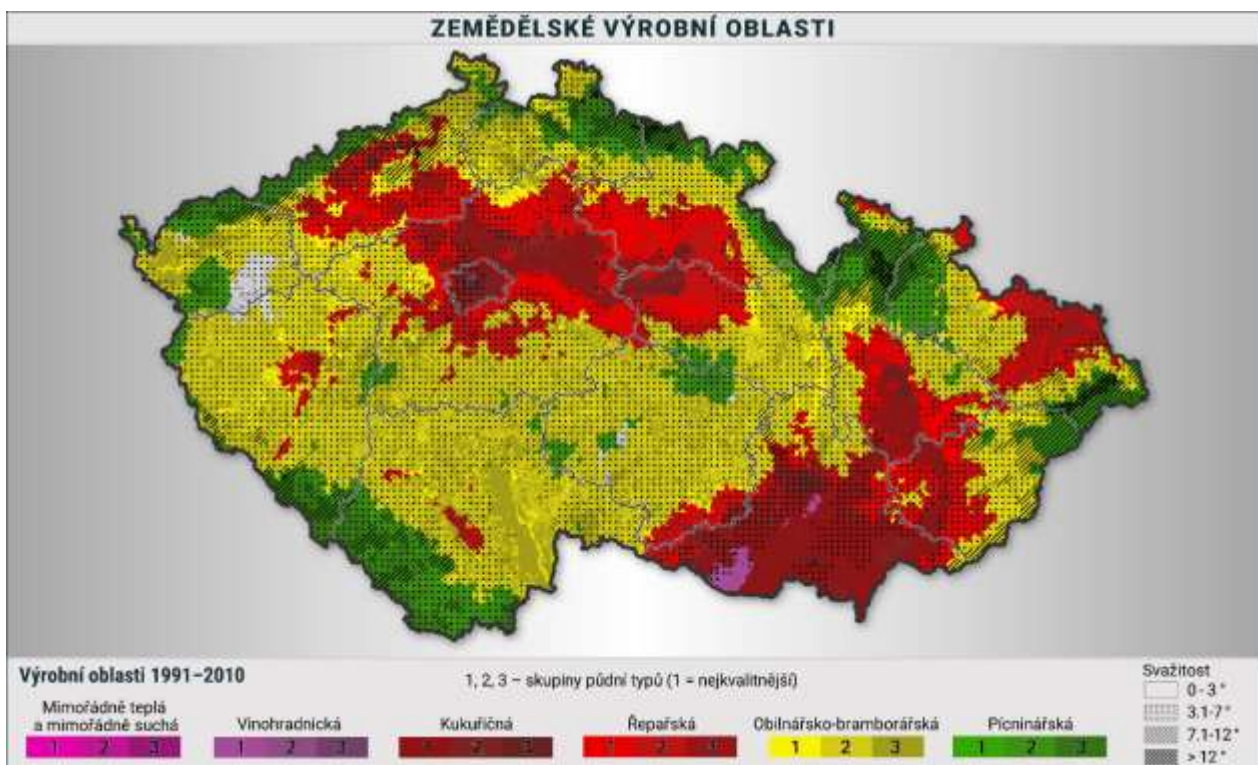 ZEMĚDĚLSKÉ VÝROBNÍ OBLASTI
Výrobní oblasti 1991–2010
1, 2, 3 – skupiny půdní typů (1 = nejkvalitnější)
Mimořádně teplá
a mimořádně suchá
1 2 3
Vinohradnická
1 2 3
Kukuřičná
1 2 3
Řepařská
1 2 3
Obilnářsko-bramborářská
1 2 3
Pícninářská
1 2 3
Svažitost
0-3°
3.1-7°
7.1-12°
> 12°